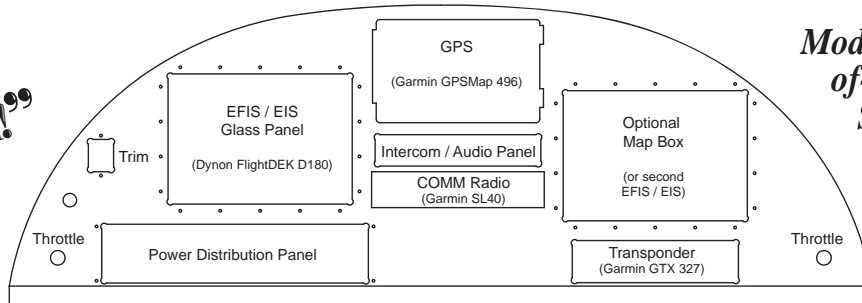 GPS
(Garmin GPSMap 496)
EFIS / EIS
Glass Panel
(Dynon FlightDEK D180)
Trim
Intercom / Audio Panel
COMM Radio
(Garmin SL40)
Optional
Map Box
(or second
EFIS / EIS)
Throttle
Power Distribution Panel
Transponder
(Garmin GTX 327)
Throttle